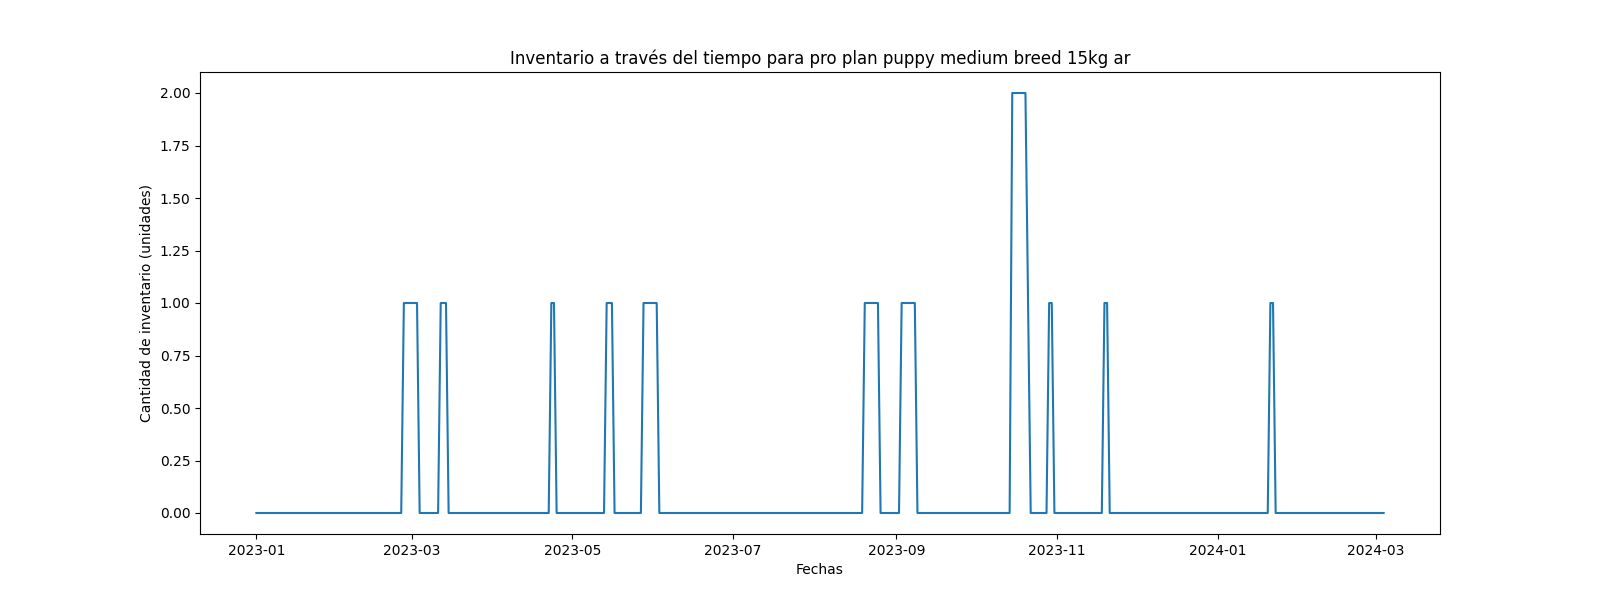 Inventario a través del tiempo para pro plan puppy medium breed 15kg ar
2.00
1.75
1.50
1.25
1.00
0.75
0.50
0.25
0.00
Cantidad de inventario (unidades)
2023-01 2023-03 2023-05 2023-07 2023-09 2023-11 2024-01 2024-03
Fechas